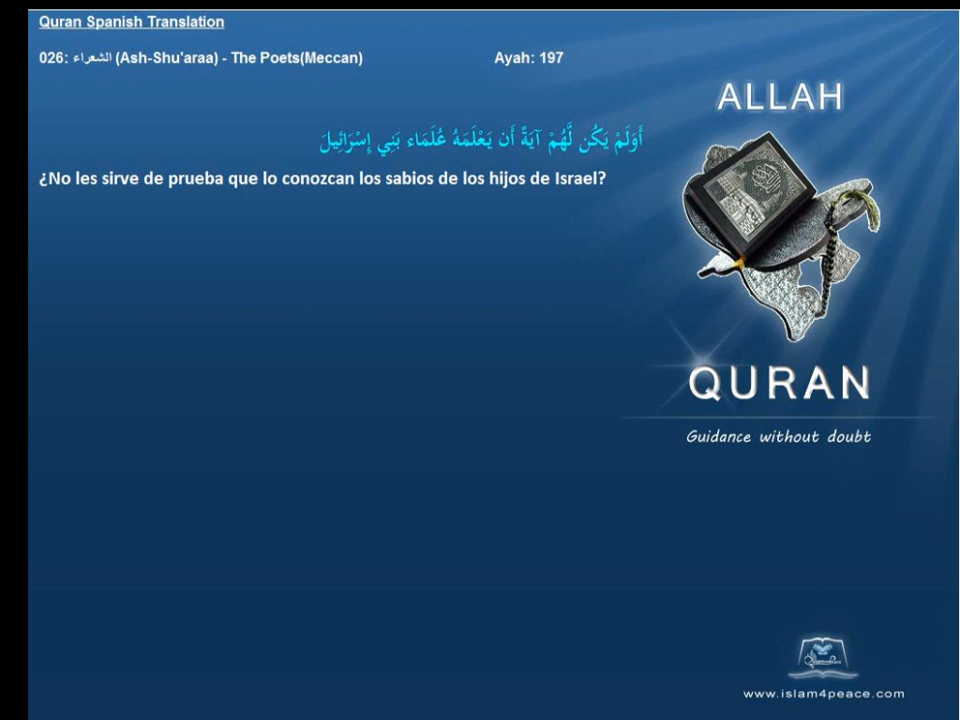 Quran Spanish Translation
026: الشعراء (Ash-Shu'araa) - The Poets(Meccan) Ayah: 197
ALLAH
أَوَلَمْ يَكُن لَّهُمْ آيَةً أَن يَعْلَمَهُ عُلَمَاء بَنِي إِسْرَائِيلَ
¿No les sirve de prueba que lo conozcan los sabios de los hijos de Israel?
QURAN
Guidance without doubt
www.islam4peace.com